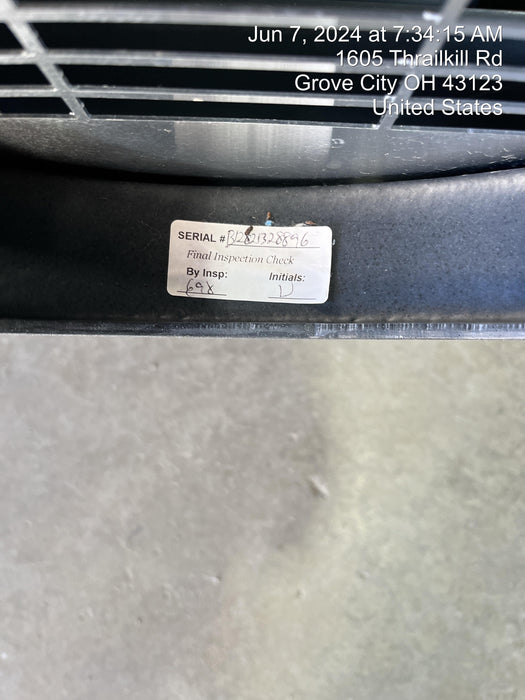 Jun 7, 2024 at 7:34:15 AM
1605 Thrailkill Rd
Grove City OH 43123
United States
SERIAL #
Final Inspection Check
By Insp: Initials:
698